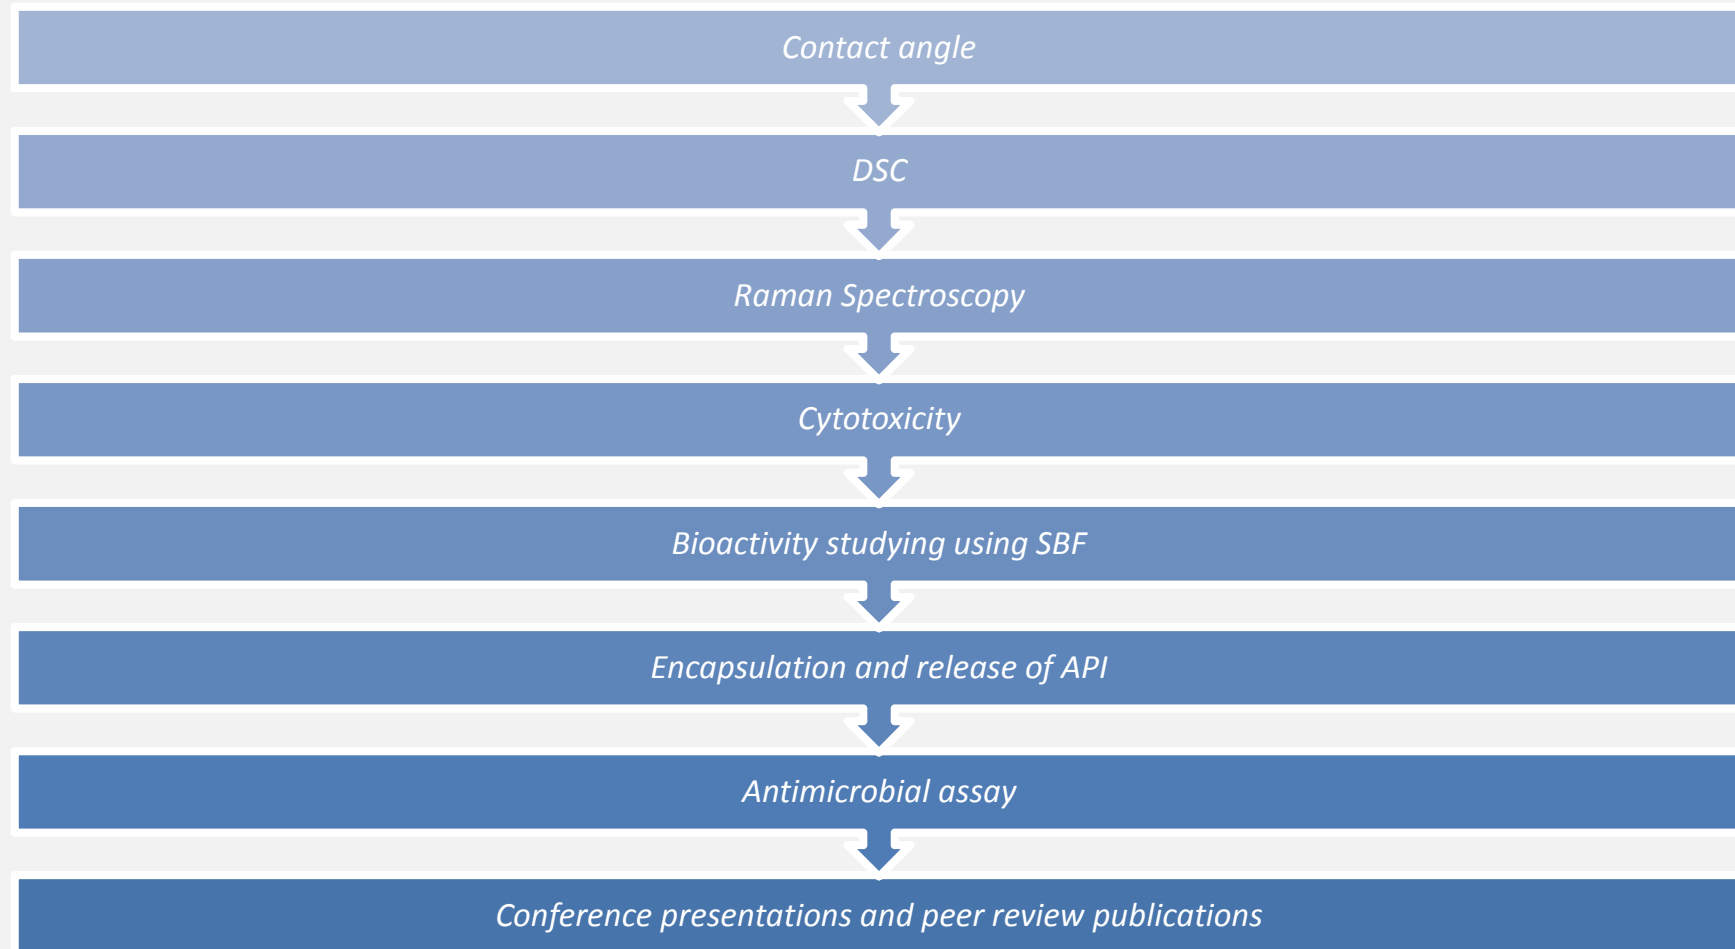 Contact angle
DSC
Raman Spectroscopy
Cytotoxicity
Bioactivity studying using SBF
Encapsulation and release of API
Antimicrobial assay
Conference presentations and peer review publications